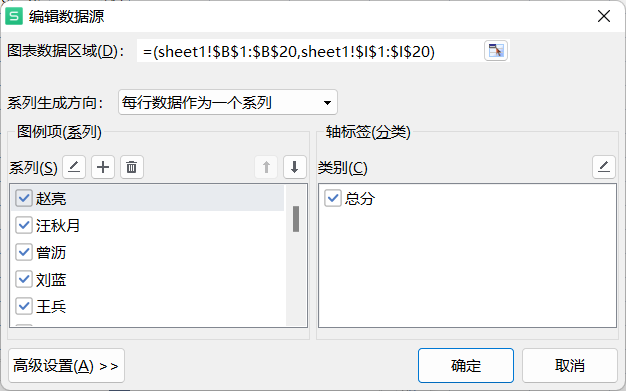 S 编辑数据源
图表数据区域(D): =(sheet1!$B$1:$B$20,sheet1!$I$1:$I$20)
系列生成方向: 每行数据作为一个系列
图例项(系列) 轴标签(分类)
系列(S) 类别(C)
赵亮 总分
汪秋月
曾沥
刘蓝
王兵
高级设置(A) >> 确定 取消